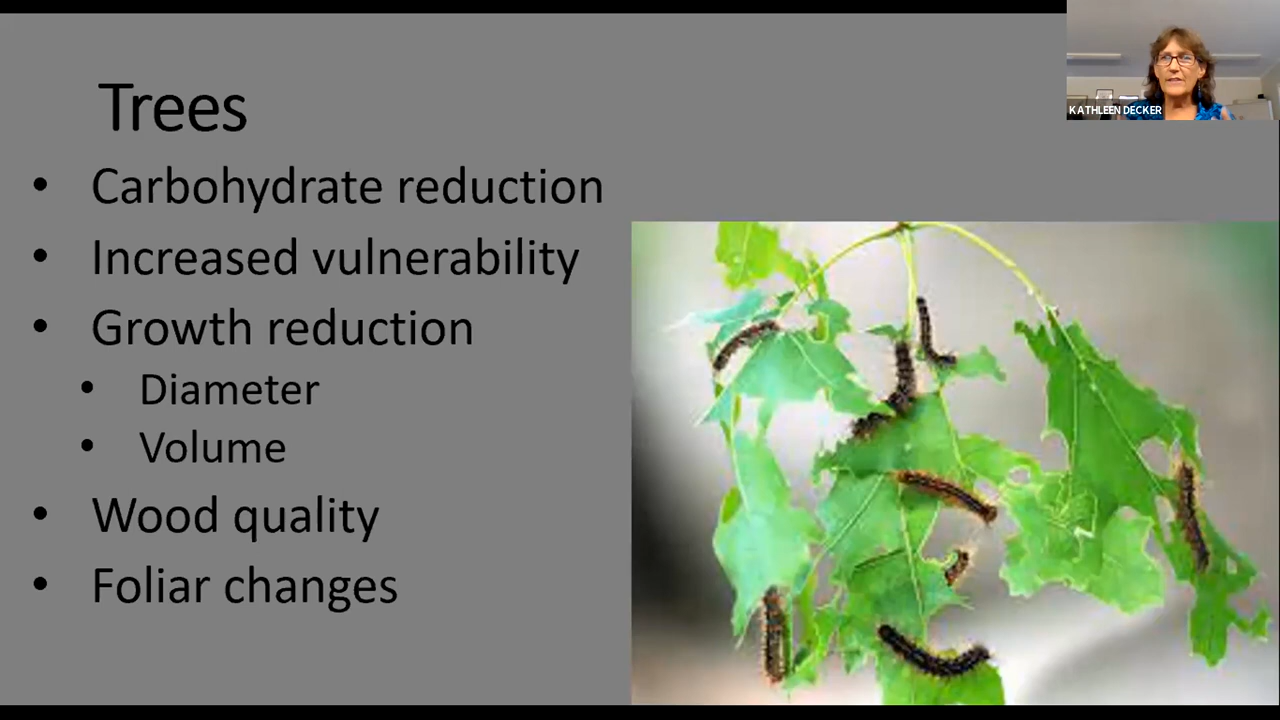 Trees
• Carbohydrate reduction
• Increased vulnerability
• Growth reduction
• Diameter
• Volume
• Wood quality
• Foliar changes
KATHLEEN DECKER